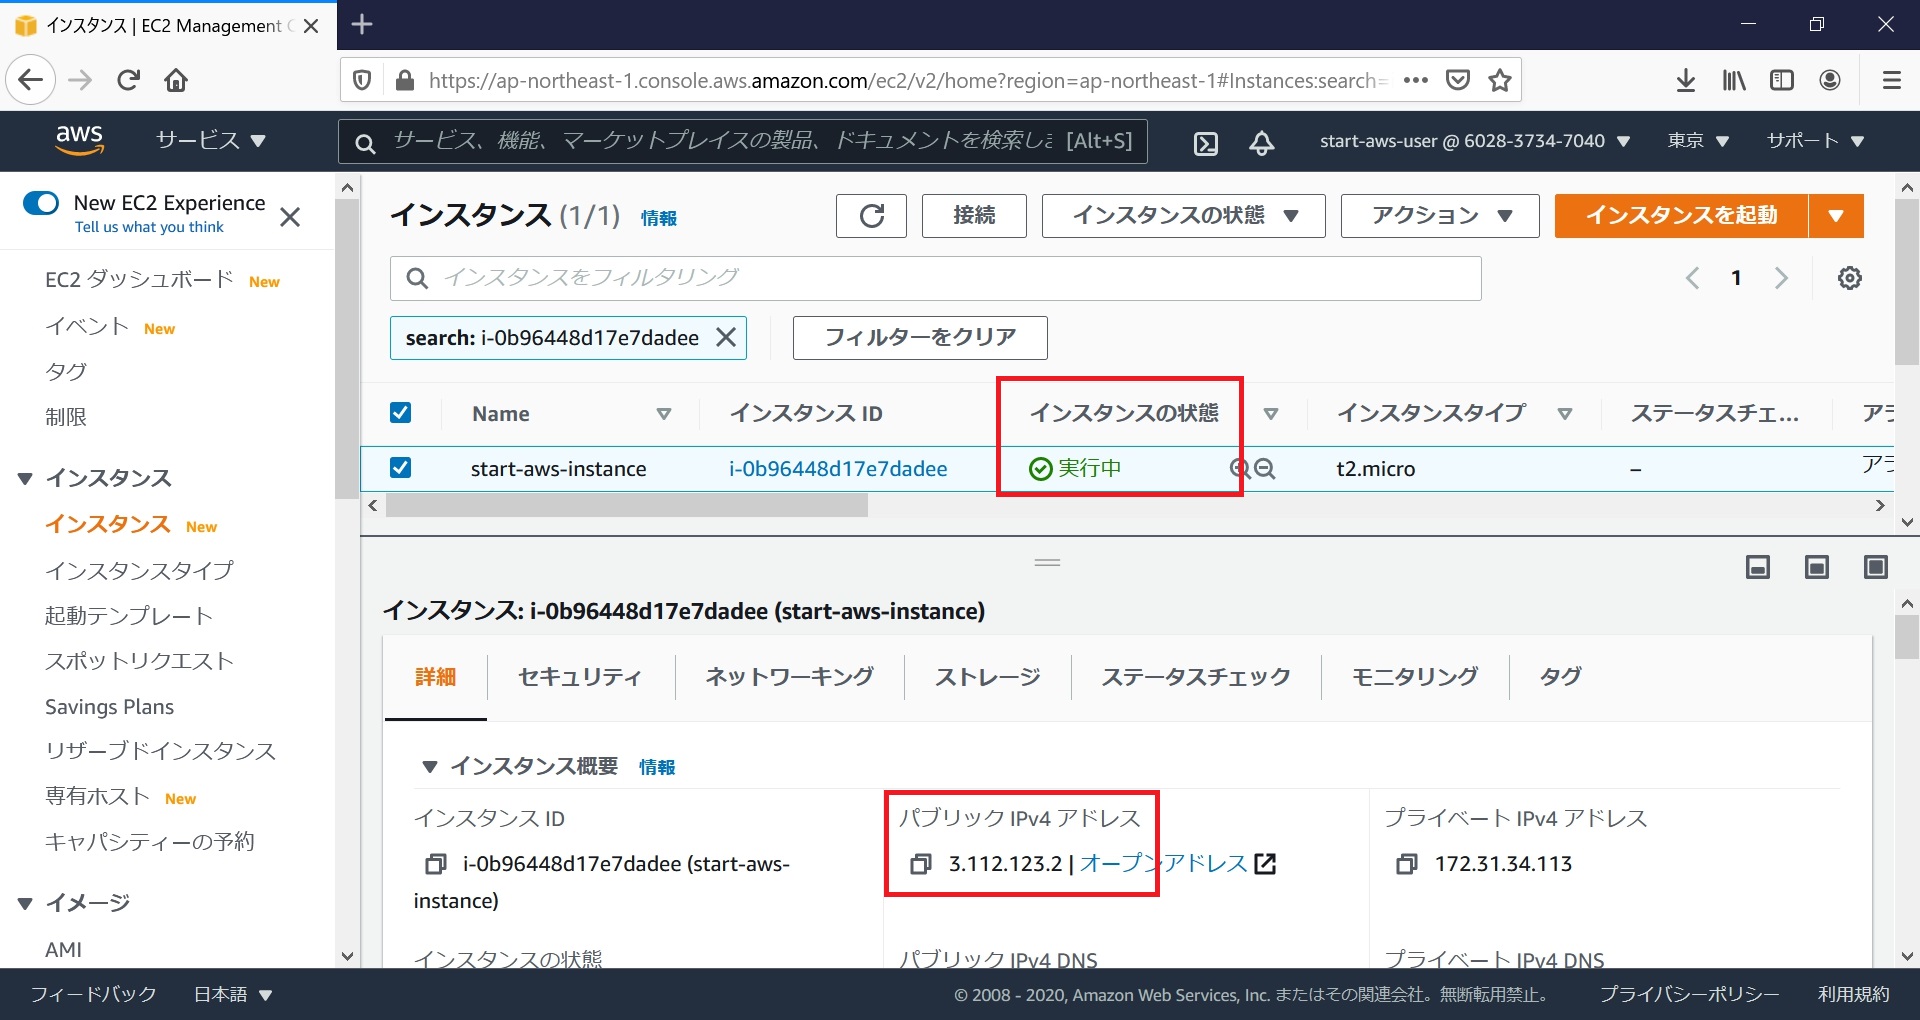 インスタンス | EC2 Management C
https://ap-northeast-1.console.aws.amazon.com/ec2/v2/home?region=ap-northeast-1#Instances:search=
aws
サービス
サービス、機能、マーケットプレイスの製品、ドキュメントを検索しま [Alt+S]
start-aws-user @ 6028-3734-7040
東京
サポート
New EC2 Experience
Tell us what you think
EC2 ダッシュボード New
イベント New
タグ
制限
インスタンス
インスタンス New
インスタンスタイプ
起動テンプレート
スポットリクエスト
Savings Plans
リザーブドインスタンス
専有ホスト New
キャパシティーの予約
イメージ
AMI
インスタンス (1/1) 情報
接続
インスタンスの状態
アクション
インスタンスを起動
インスタンスをフィルタリング
1
search: i-0b96448d17e7dadee
フィルターをクリア
Name インスタンス ID インスタンスの状態 インスタンスタイプ ステータスチェ... アラ
start-aws-instance i-0b96448d17e7dadee 実行中 t2.micro – アラ
インスタンス: i-0b96448d17e7dadee (start-aws-instance)
詳細 セキュリティ ネットワーキング ストレージ ステータスチェック モニタリング タグ
インスタンス概要 情報
インスタンス ID
i-0b96448d17e7dadee (start-aws-
instance)
パブリック IPv4 アドレス
3.112.123.2 | オープンアドレス
プライベート IPv4 アドレス
172.31.34.113
インスタンスの状態
パブリック IPv4 DNS
プライベート IPv4 DNS
フィードバック
日本語
© 2008 - 2020, Amazon Web Services, Inc. またはその関連会社。無断転用禁止。
プライバシーポリシー
利用規約